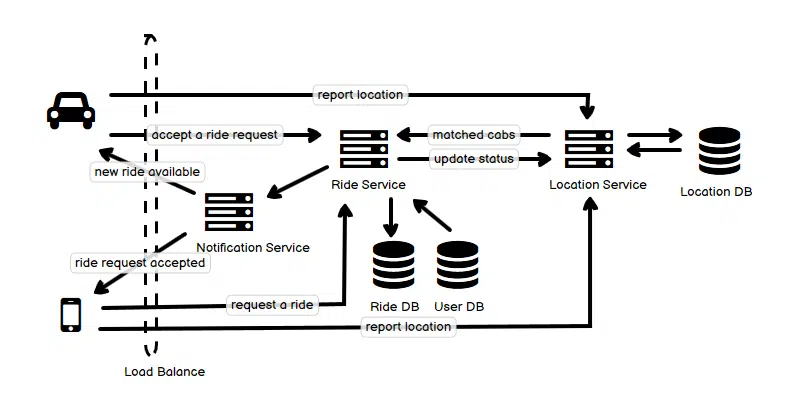 report location
accept a ride request
matched cabs
update status
new ride available
Ride Service
Location Service
Location DB
Notification Service
ride request accepted
request a ride
Ride DB
User DB
report location
Load Balance